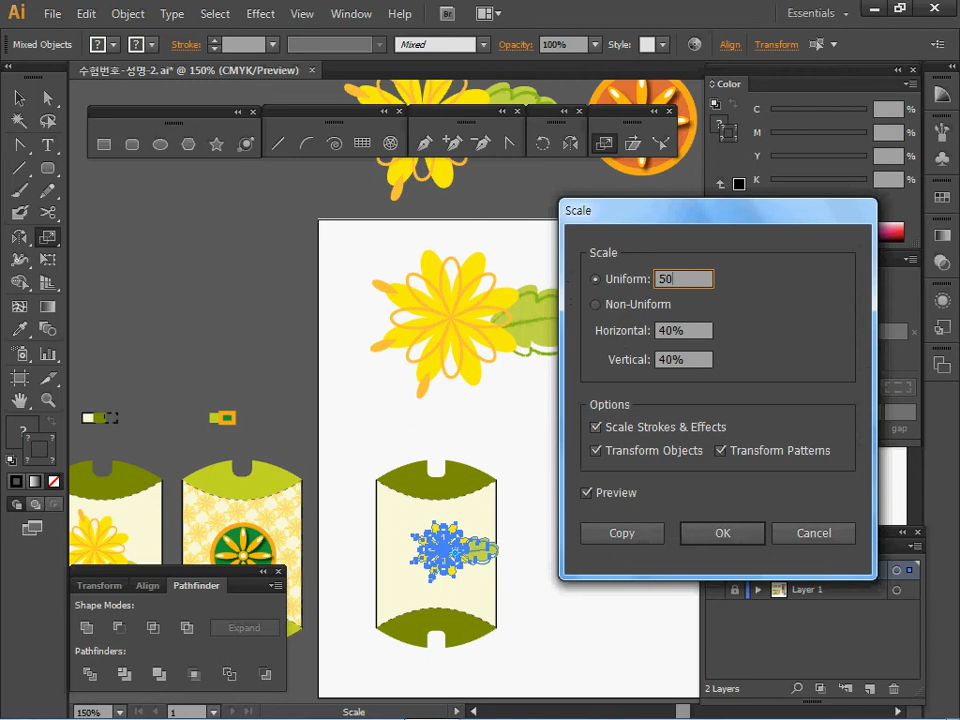 Ai File Edit Object Type Select Effect View Window Help Br Essentials
Mixed Objects ? ? Stroke: Mixed Opacity: 100% Style: Align Transform
수험번호-성명-2.ai* @ 150% (CMYK/Preview)
Color
C %
M %
Y %
K %
Scale
Scale
Uniform: 50
Non-Uniform
Horizontal: 40%
Vertical: 40%
Options
Scale Strokes & Effects
Transform Objects Transform Patterns
Preview
Copy OK Cancel
gap
Transform Align Pathfinder
Shape Modes:
Expand
Pathfinders:
Layer 1
2 Layers
150% 1 Scale